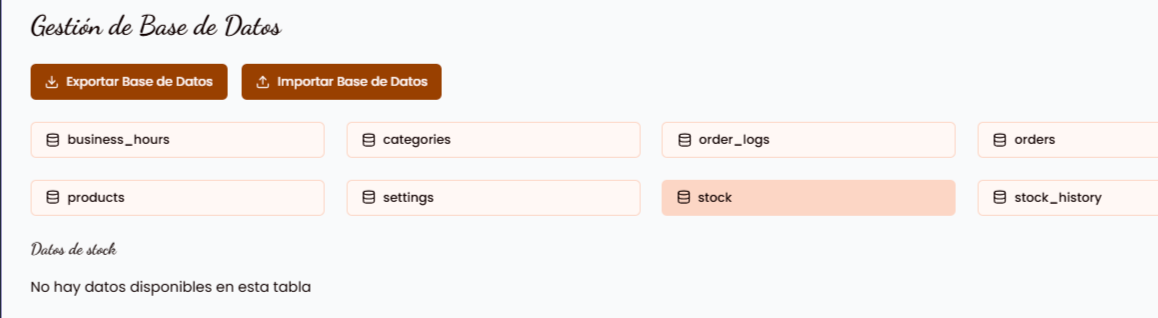 Gestión de Base de Datos
Exportar Base de Datos Importar Base de Datos
business_hours categories order_logs orders
products settings stock stock_history
Datos de stock
No hay datos disponibles en esta tabla